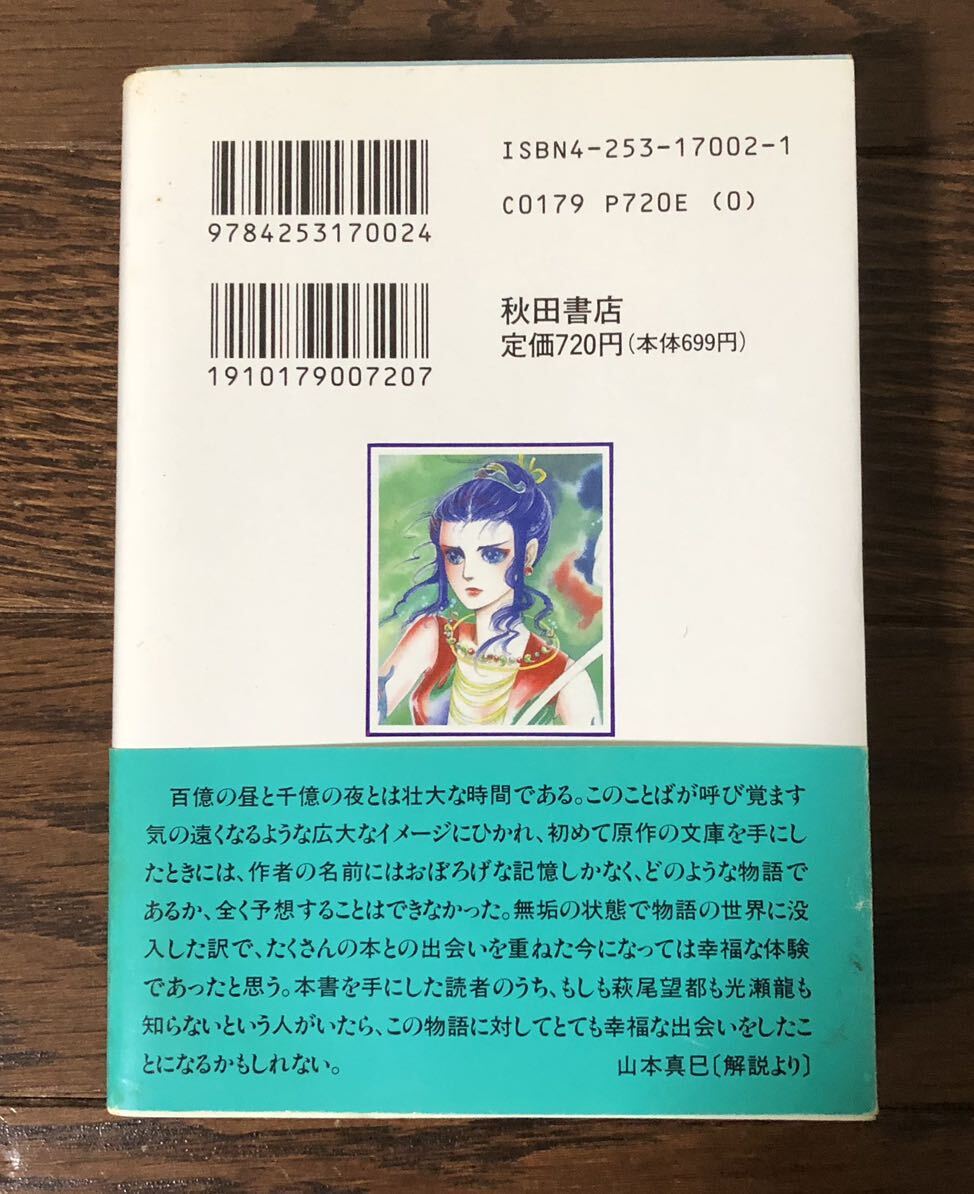 ISBN4-253-17002-1
9784253170024
C0179 P720E (0)
1910179007207
秋田書店
定価720円(本体699円)
百億の昼と千億の夜とは壮大な時間である。このことばが呼び覚ます
気の遠くなるような広大なイメージにひかれ、初めて原作の文庫を手にし
たときには、作者の名前にはおぼろげな記憶しかなく、どのような物語で
あるか、全く予想することはできなかった。無垢の状態で物語の世界に没
入した訳で、たくさんの本との出会いを重ねた今になっては幸福な体験
であったと思う。本書を手にした読者のうち、もしも萩尾望都も光瀬龍も
知らないという人がいたら、この物語に対してとても幸福な出会いをしたこ
とになるかもしれない。
山本真巳〔解説より〕